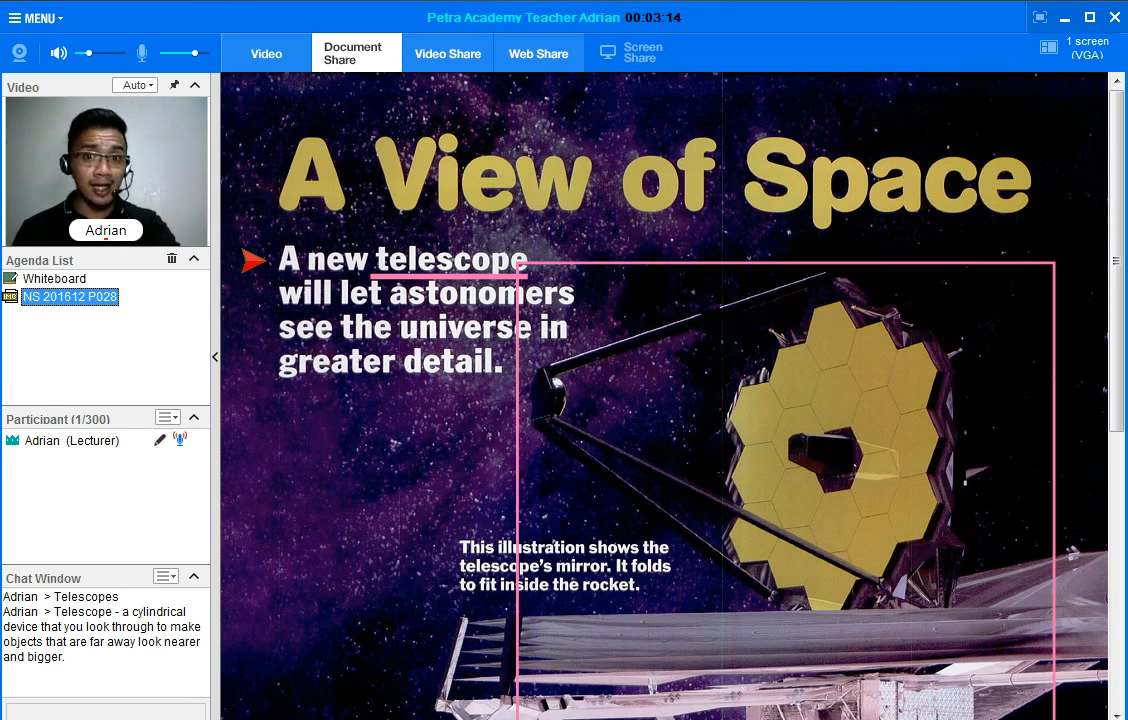 MENU
Petra Academy Teacher Adrian 00:03:14
Video
Document
Share
Video Share
Web Share
Screen
Share
1 screen
(VGA)
Video
Auto
Adrian
Agenda List
Whiteboard
IMG
NS 201612 P028
Participant (1/300)
Adrian (Lecturer)
Chat Window
Adrian > Telescopes
Adrian > Telescope - a cylindrical
device that you look through to make
objects that are far away look nearer
and bigger.
A View of Space
A new telescope
will let astonomers
see the universe in
greater detail.
This illustration shows the
telescope's mirror. It folds
to fit inside the rocket.